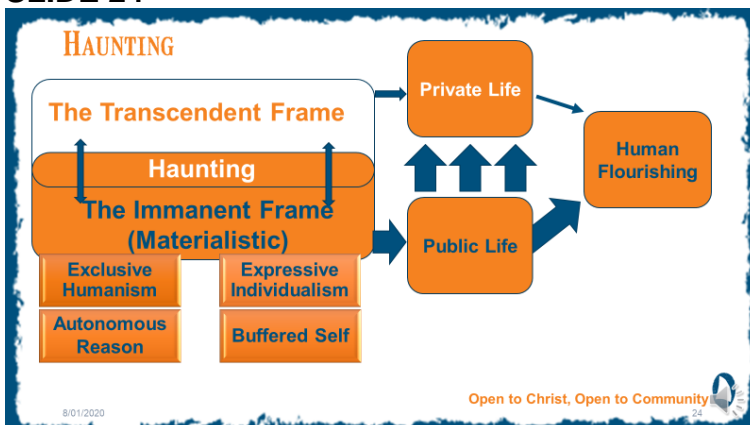 HAUNTING
The Transcendent Frame
Haunting
The Immanent Frame
(Materialistic)
Exclusive
Humanism
Expressive
Individualism
Autonomous
Reason
Buffered Self
Private Life
Public Life
Human
Flourishing
Open to Christ, Open to Community
8/01/2020
24